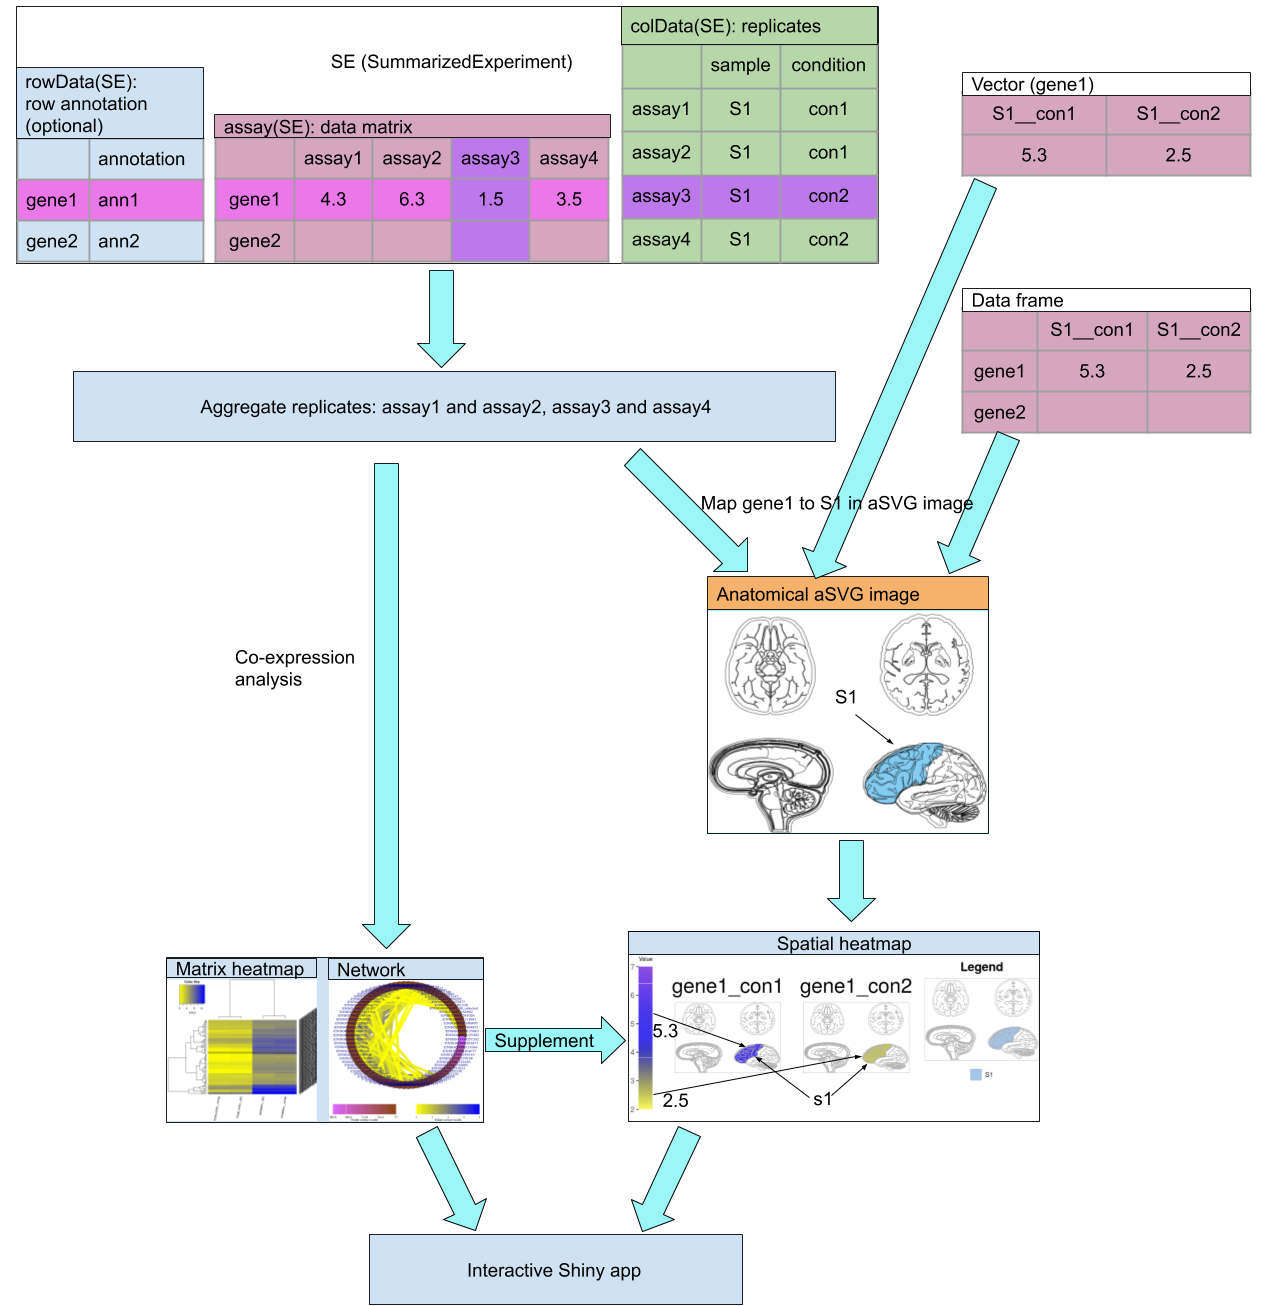 SE (SummarizedExperiment)
rowData(SE):
row annotation
(optional)
annotation
gene1 ann1
gene2 ann2
assay(SE): data matrix
assay1 assay2 assay3 assay4
gene1 4.3 6.3 1.5 3.5
gene2
colData(SE): replicates
sample condition
assay1 S1 con1
assay2 S1 con1
assay3 S1 con2
assay4 S1 con2
Vector (gene1)
S1__con1 S1__con2
5.3 2.5
Data frame
S1__con1 S1__con2
gene1 5.3 2.5
gene2
Aggregate replicates: assay1 and assay2, assay3 and assay4
Map gene1 to S1 in aSVG image
Anatomical aSVG image
S1
Co-expression
analysis
Matrix heatmap
Network
Supplement
Spatial heatmap
Value
7
6
5
4
3
2
gene1_con1
gene1_con2
5.3
2.5
s1
Legend
S1
Interactive Shiny app